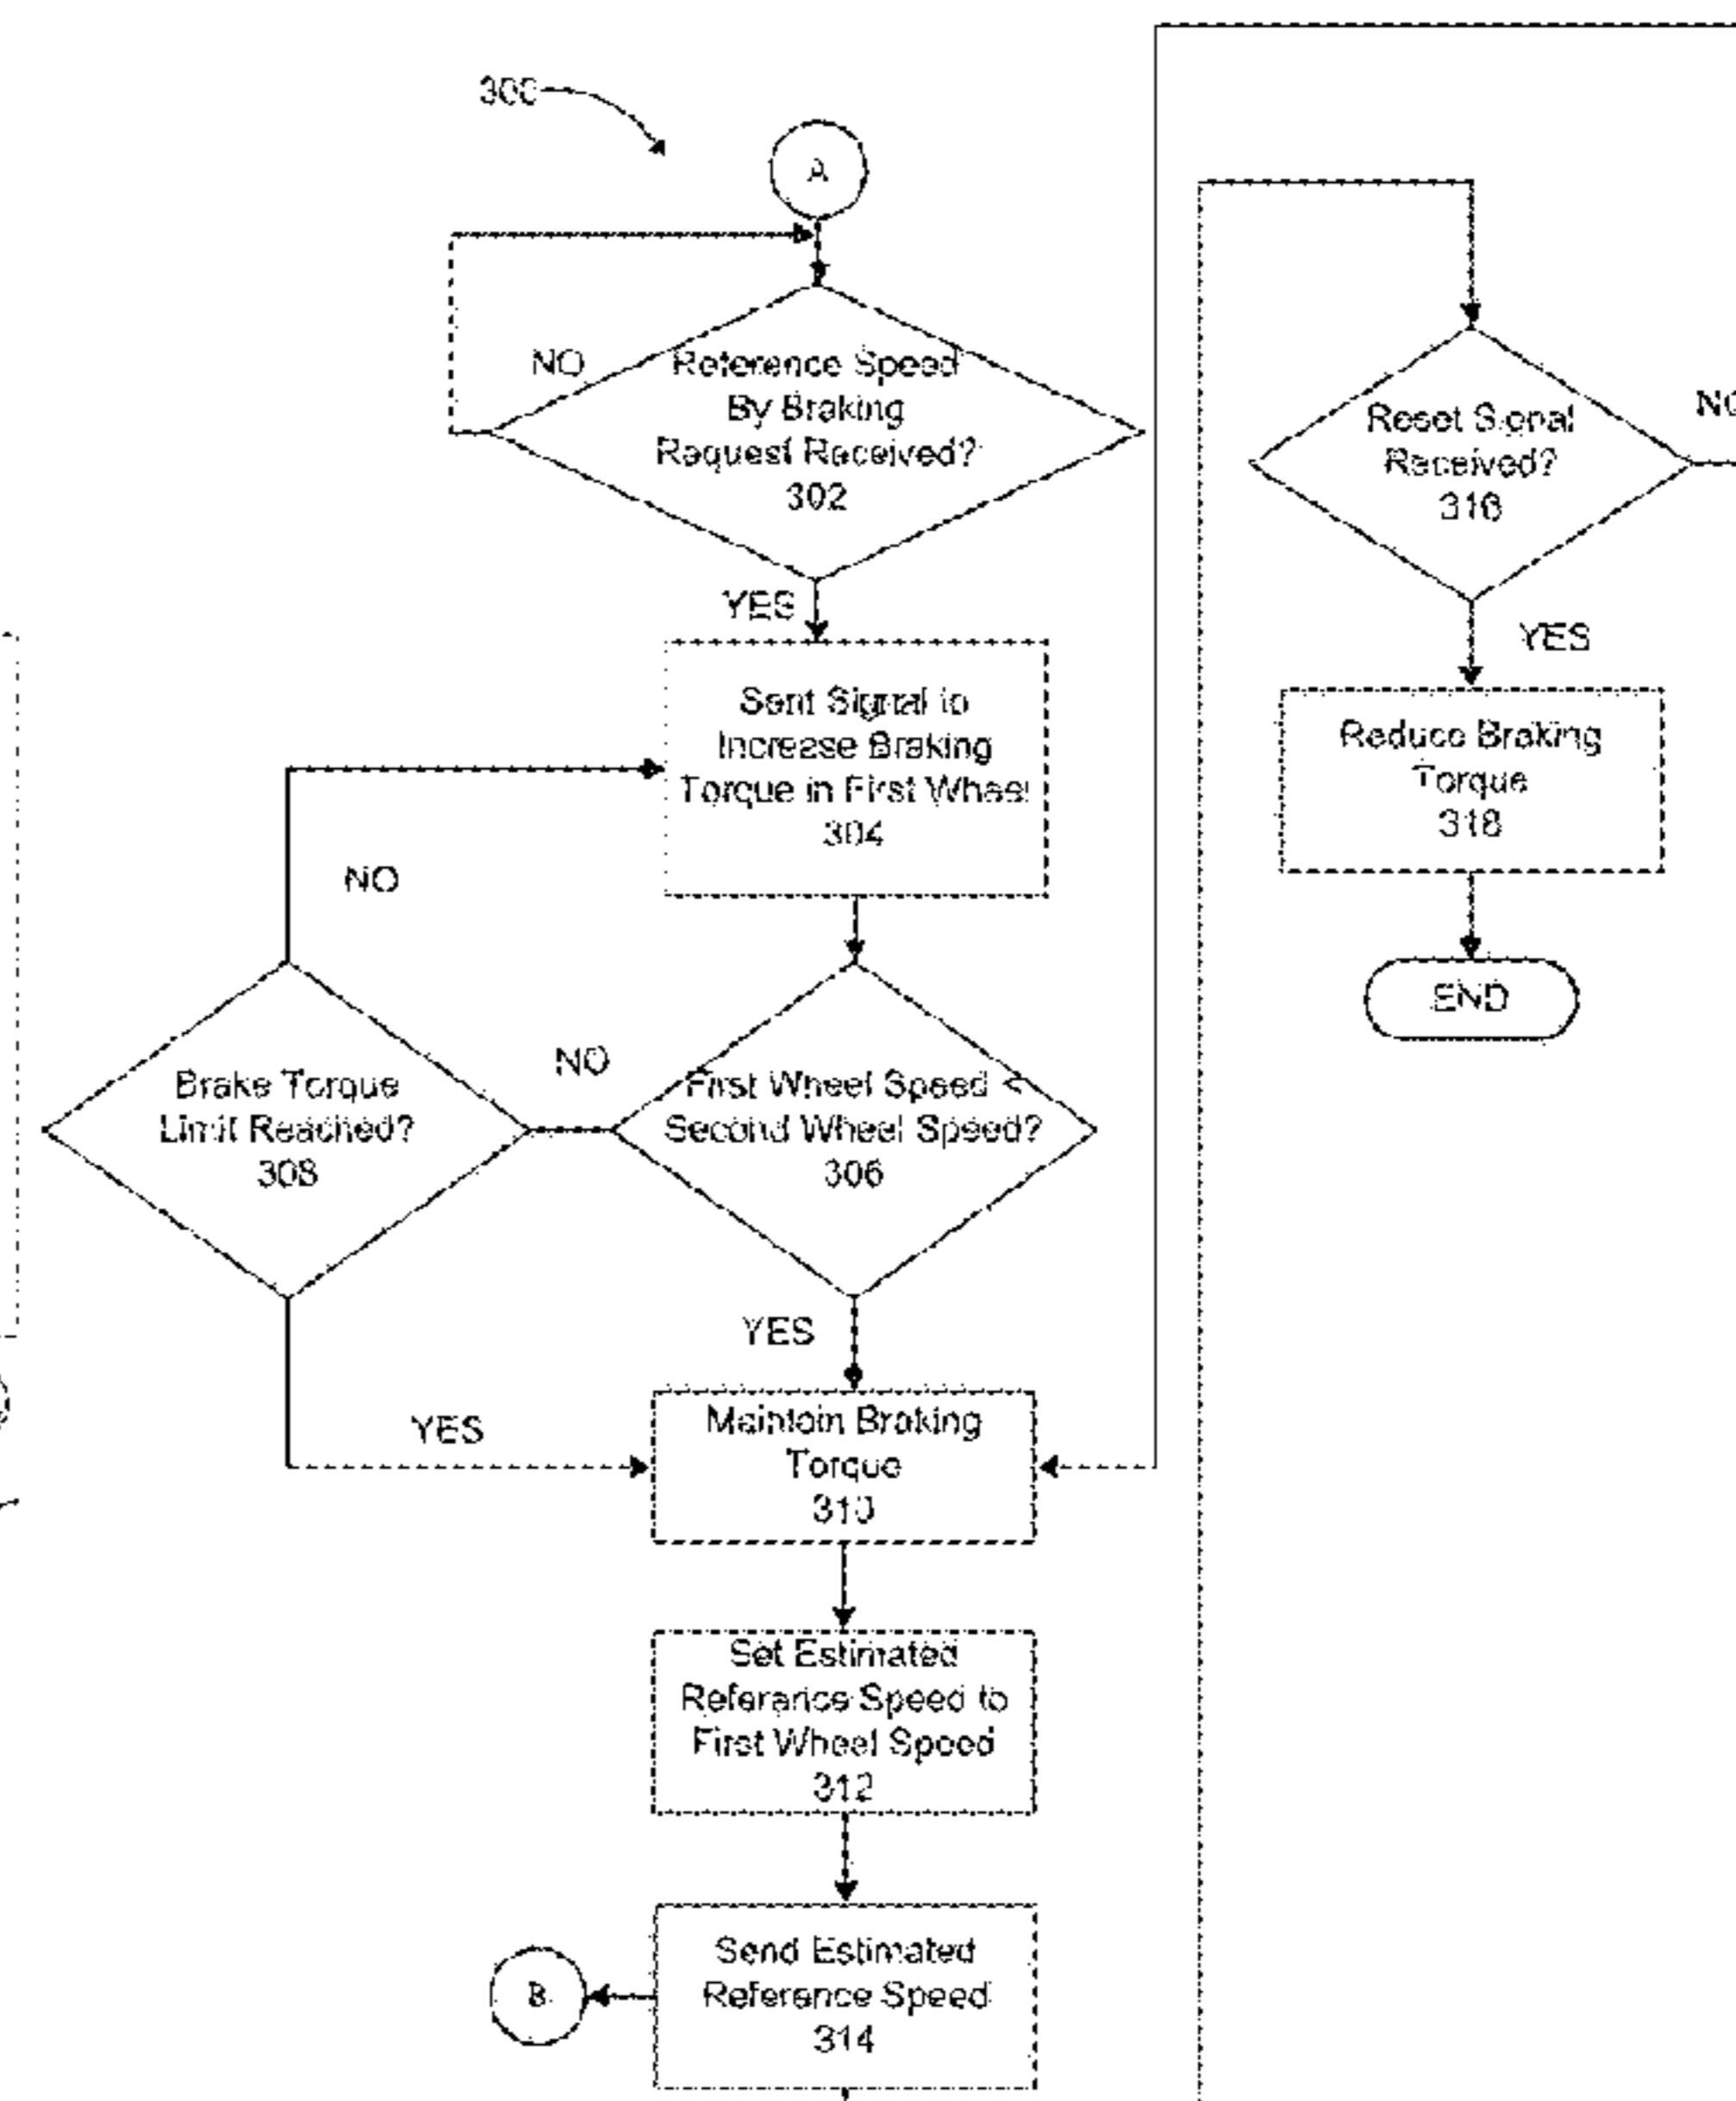 300
A
NO
Reference Speed
By Braking
Request Received?
302
YES
Sent Signal to
Increase Braking
Torque in First Wheel
304
NO
Brake Torque
Limit Reached?
308
NO
First Wheel Speed <
Second Wheel Speed?
306
YES
YES
Maintain Braking
Torque
310
Set Estimated
Reference Speed to
First Wheel Speed
312
Send Estimated
Reference Speed
314
B
Reset Signal
Received?
316
NO
YES
Reduce Braking
Torque
318
END